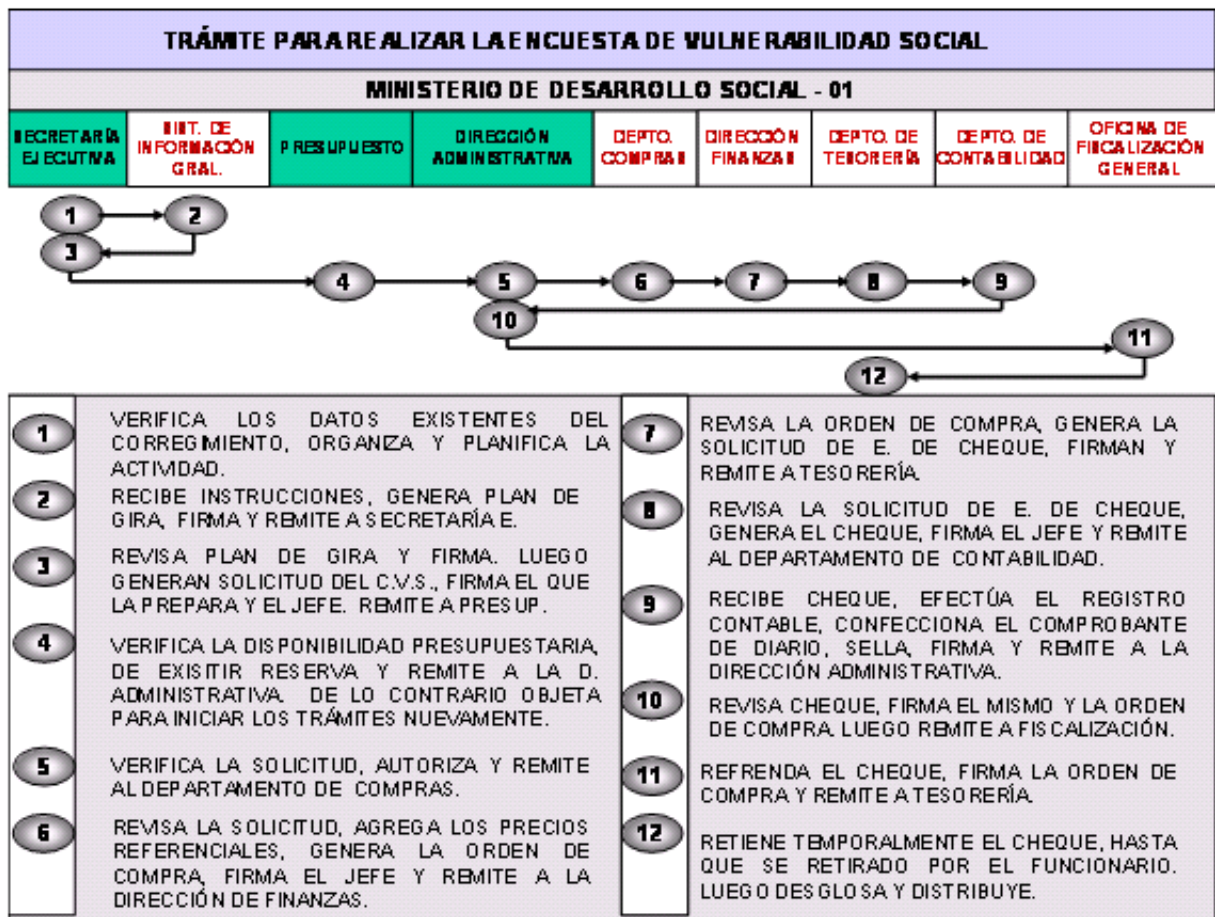 TRÁMITE PARA REALIZAR LA ENCUESTA DE VULNERABILIDAD SOCIAL
MINISTERIO DE DESARROLLO SOCIAL - 01
SECRETARÍA
EJECUTIVA
SIST. DE
INFORMACIÓN
GRAL.
PRESUPUESTO
DIRECCIÓN
ADMINISTRATIVA
DEPTO.
COMPRAS
DIRECCIÓN
FINANZAS
DEPTO. DE
TESORERÍA
DEPTO. DE
CONTABILIDAD
OFICINA DE
FISCALIZACIÓN
GENERAL
1
2
3
4
5
6
7
8
9
10
11
12
1
VERIFICA LOS DATOS EXISTENTES DEL
CORREGIMIENTO, ORGANIZA Y PLANIFICA LA
ACTIVIDAD.
2
RECIBE INSTRUCCIONES, GENERA PLAN DE
GIRA, FIRMA Y REMITE A SECRETARÍA E.
3
REVISA PLAN DE GIRA Y FIRMA. LUEGO
GENERAN SOLICITUD DEL C.V.S., FIRMA EL QUE
LA PREPARA Y EL JEFE. REMITE A PRESUP.
4
VERIFICA LA DISPONIBILIDAD PRESUPUESTARIA,
DE EXISITIR RESERVA Y REMITE A LA D.
ADMINISTRATIVA. DE LO CONTRARIO OBJETA
PARA INICIAR LOS TRÁMITES NUEVAMENTE.
5
VERIFICA LA SOLICITUD, AUTORIZA Y REMITE
AL DEPARTAMENTO DE COMPRAS.
6
REVISA LA SOLICITUD, AGREGA LOS PRECIOS
REFERENCIALES, GENERA LA ORDEN DE
COMPRA, FIRMA EL JEFE Y REMITE A LA
DIRECCIÓN DE FINANZAS.
7
REVISA LA ORDEN DE COMPRA, GENERA LA
SOLICITUD DE E. DE CHEQUE, FIRMAN Y
REMITE A TESORERÍA.
8
REVISA LA SOLICITUD DE E. DE CHEQUE,
GENERA EL CHEQUE, FIRMA EL JEFE Y REMITE
AL DEPARTAMENTO DE CONTABILIDAD.
9
RECIBE CHEQUE, EFECTÚA EL REGISTRO
CONTABLE, CONFECCIONA EL COMPROBANTE
DE DIARIO, SELLA, FIRMA Y REMITE A LA
DIRECCIÓN ADMINISTRATIVA.
10
REVISA CHEQUE, FIRMA EL MISMO Y LA ORDEN
DE COMPRA. LUEGO REMITE A FISCALIZACIÓN.
11
REFRENDA EL CHEQUE, FIRMA LA ORDEN DE
COMPRA Y REMITE A TESORERÍA.
12
RETIENE TEMPORALMENTE EL CHEQUE, HASTA
QUE SE RETIRADO POR EL FUNCIONARIO.
LUEGO DESGLOSA Y DISTRIBUYE.